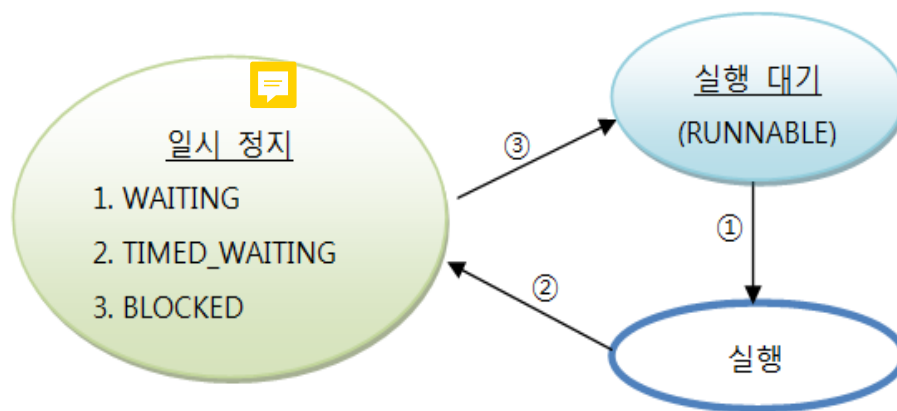 일시 정지
1. WAITING
2. TIMED_WAITING
3. BLOCKED
③
실행 대기
(RUNNABLE)
①
②
실행